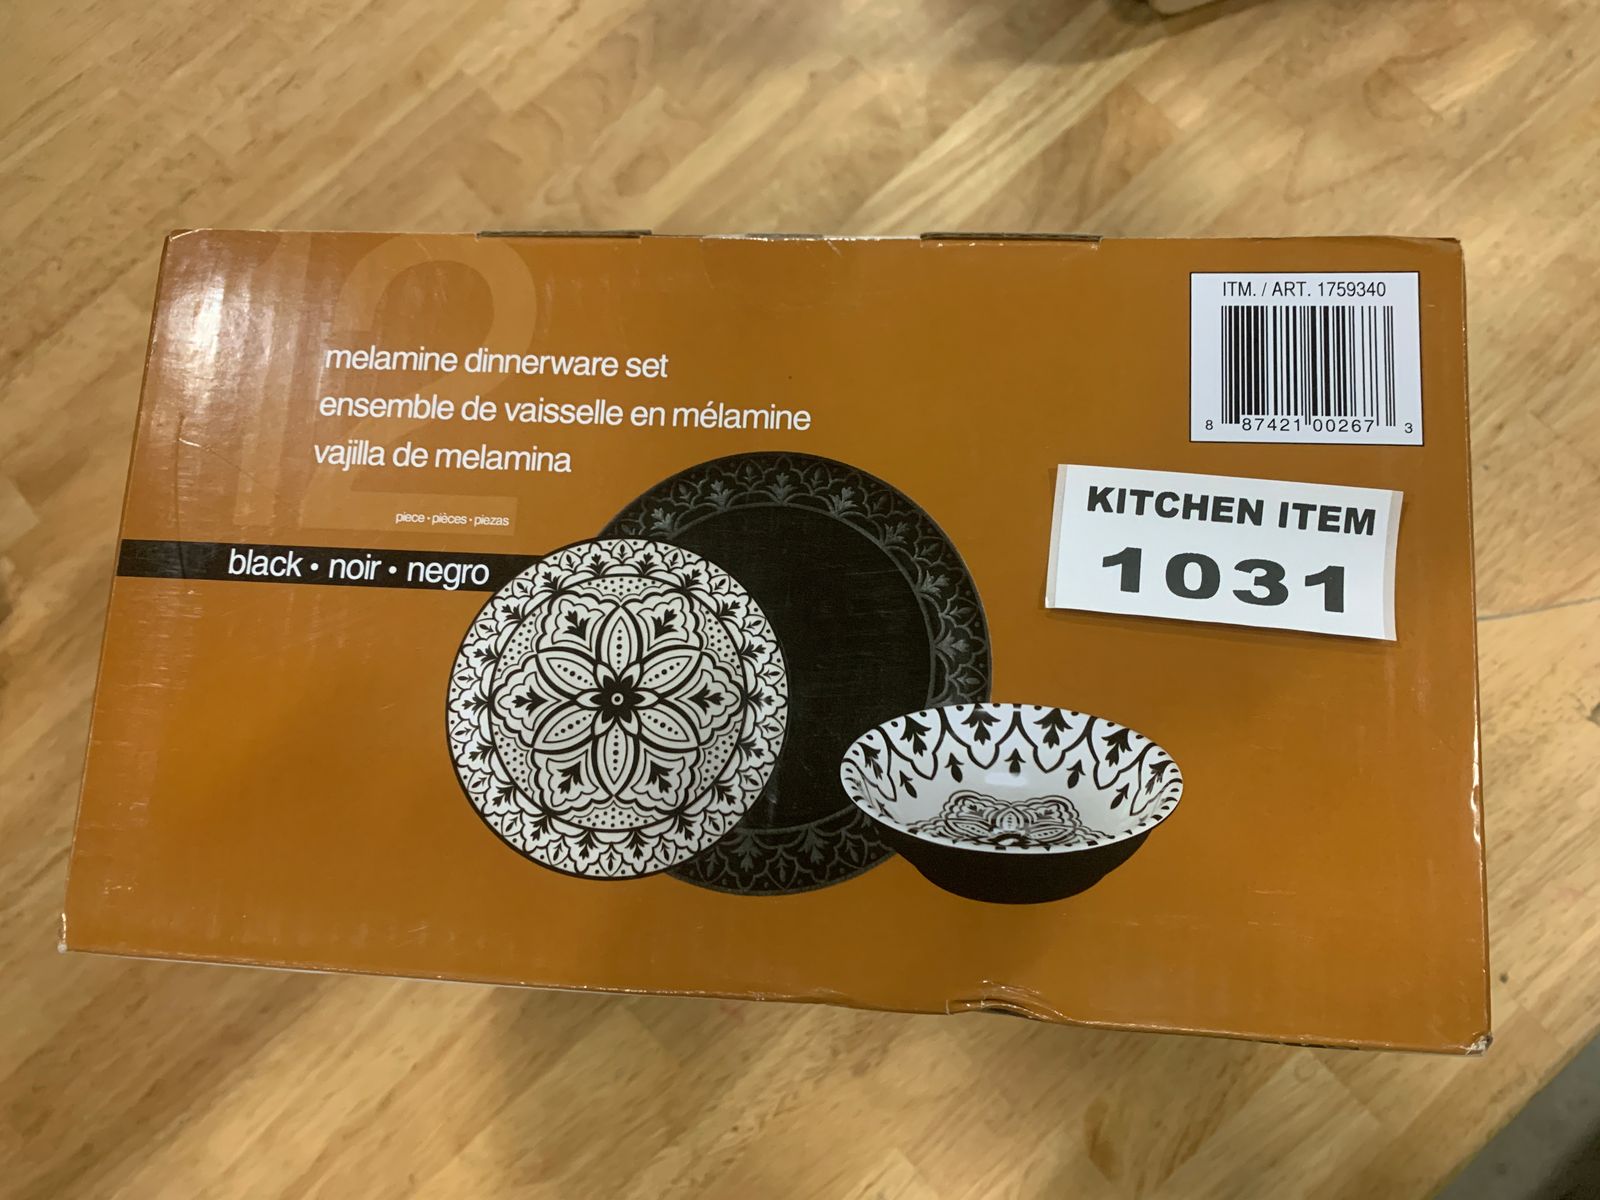 12
melamine dinnerware set
ensemble de vaisselle en mélamine
vajilla de melamina
piece • pièces • piezas
black • noir • negro
ITM. / ART. 1759340
8 87421 00267 3
KITCHEN ITEM
1031